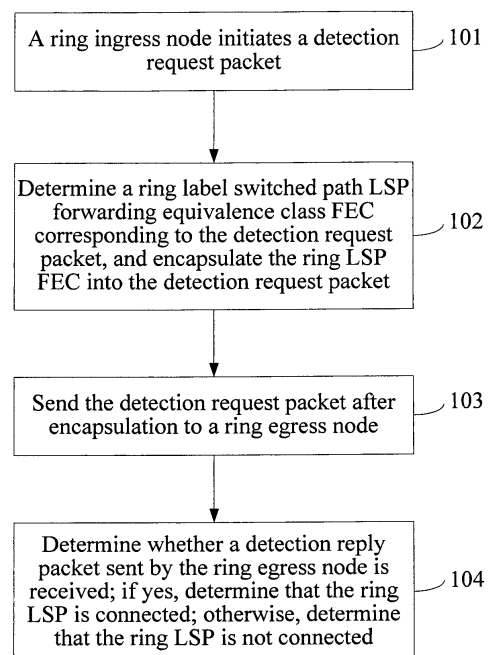 A ring ingress node initiates a detection
request packet
101
Determine a ring label switched path LSP
forwarding equivalence class FEC
corresponding to the detection request
packet, and encapsulate the ring LSP
FEC into the detection request packet
102
Send the detection request packet after
encapsulation to a ring egress node
103
Determine whether a detection reply
packet sent by the ring egress node is
received; if yes, determine that the ring
LSP is connected; otherwise, determine
that the ring LSP is not connected
104